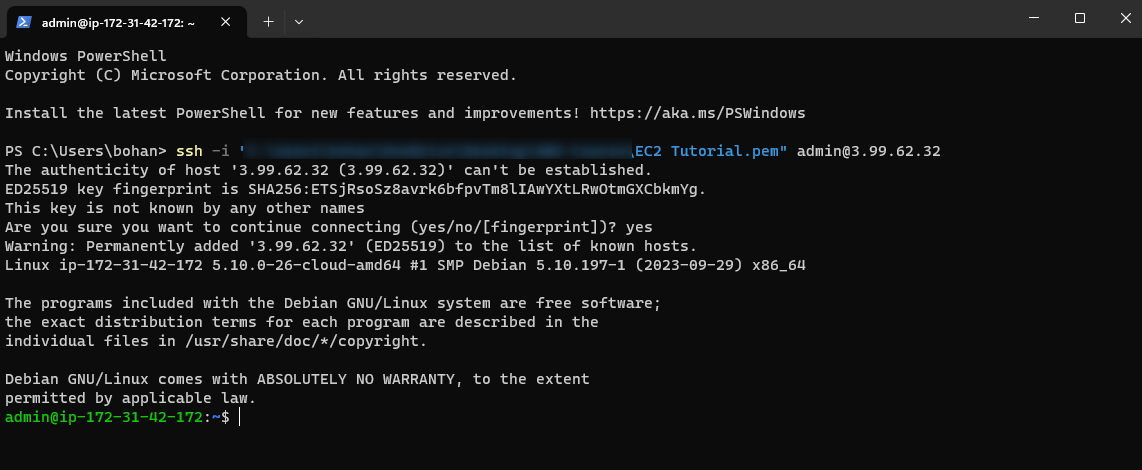 admin@ip-172-31-42-172: ~
Windows PowerShell
Copyright (C) Microsoft Corporation. All rights reserved.
Install the latest PowerShell for new features and improvements! https://aka.ms/PSWindows
PS C:\Users\bohan> ssh -i " \EC2 Tutorial.pem" admin@3.99.62.32
The authenticity of host '3.99.62.32 (3.99.62.32)' can't be established.
ED25519 key fingerprint is SHA256:ETSjRsoSz8avrk6bfpvTm8lIAwYXtLRwOtmGXCbkmYg.
This key is not known by any other names
Are you sure you want to continue connecting (yes/no/[fingerprint])? yes
Warning: Permanently added '3.99.62.32' (ED25519) to the list of known hosts.
Linux ip-172-31-42-172 5.10.0-26-cloud-amd64 #1 SMP Debian 5.10.197-1 (2023-09-29) x86_64
The programs included with the Debian GNU/Linux system are free software;
the exact distribution terms for each program are described in the
individual files in /usr/share/doc/*/copyright.
Debian GNU/Linux comes with ABSOLUTELY NO WARRANTY, to the extent
permitted by applicable law.
admin@ip-172-31-42-172:~$